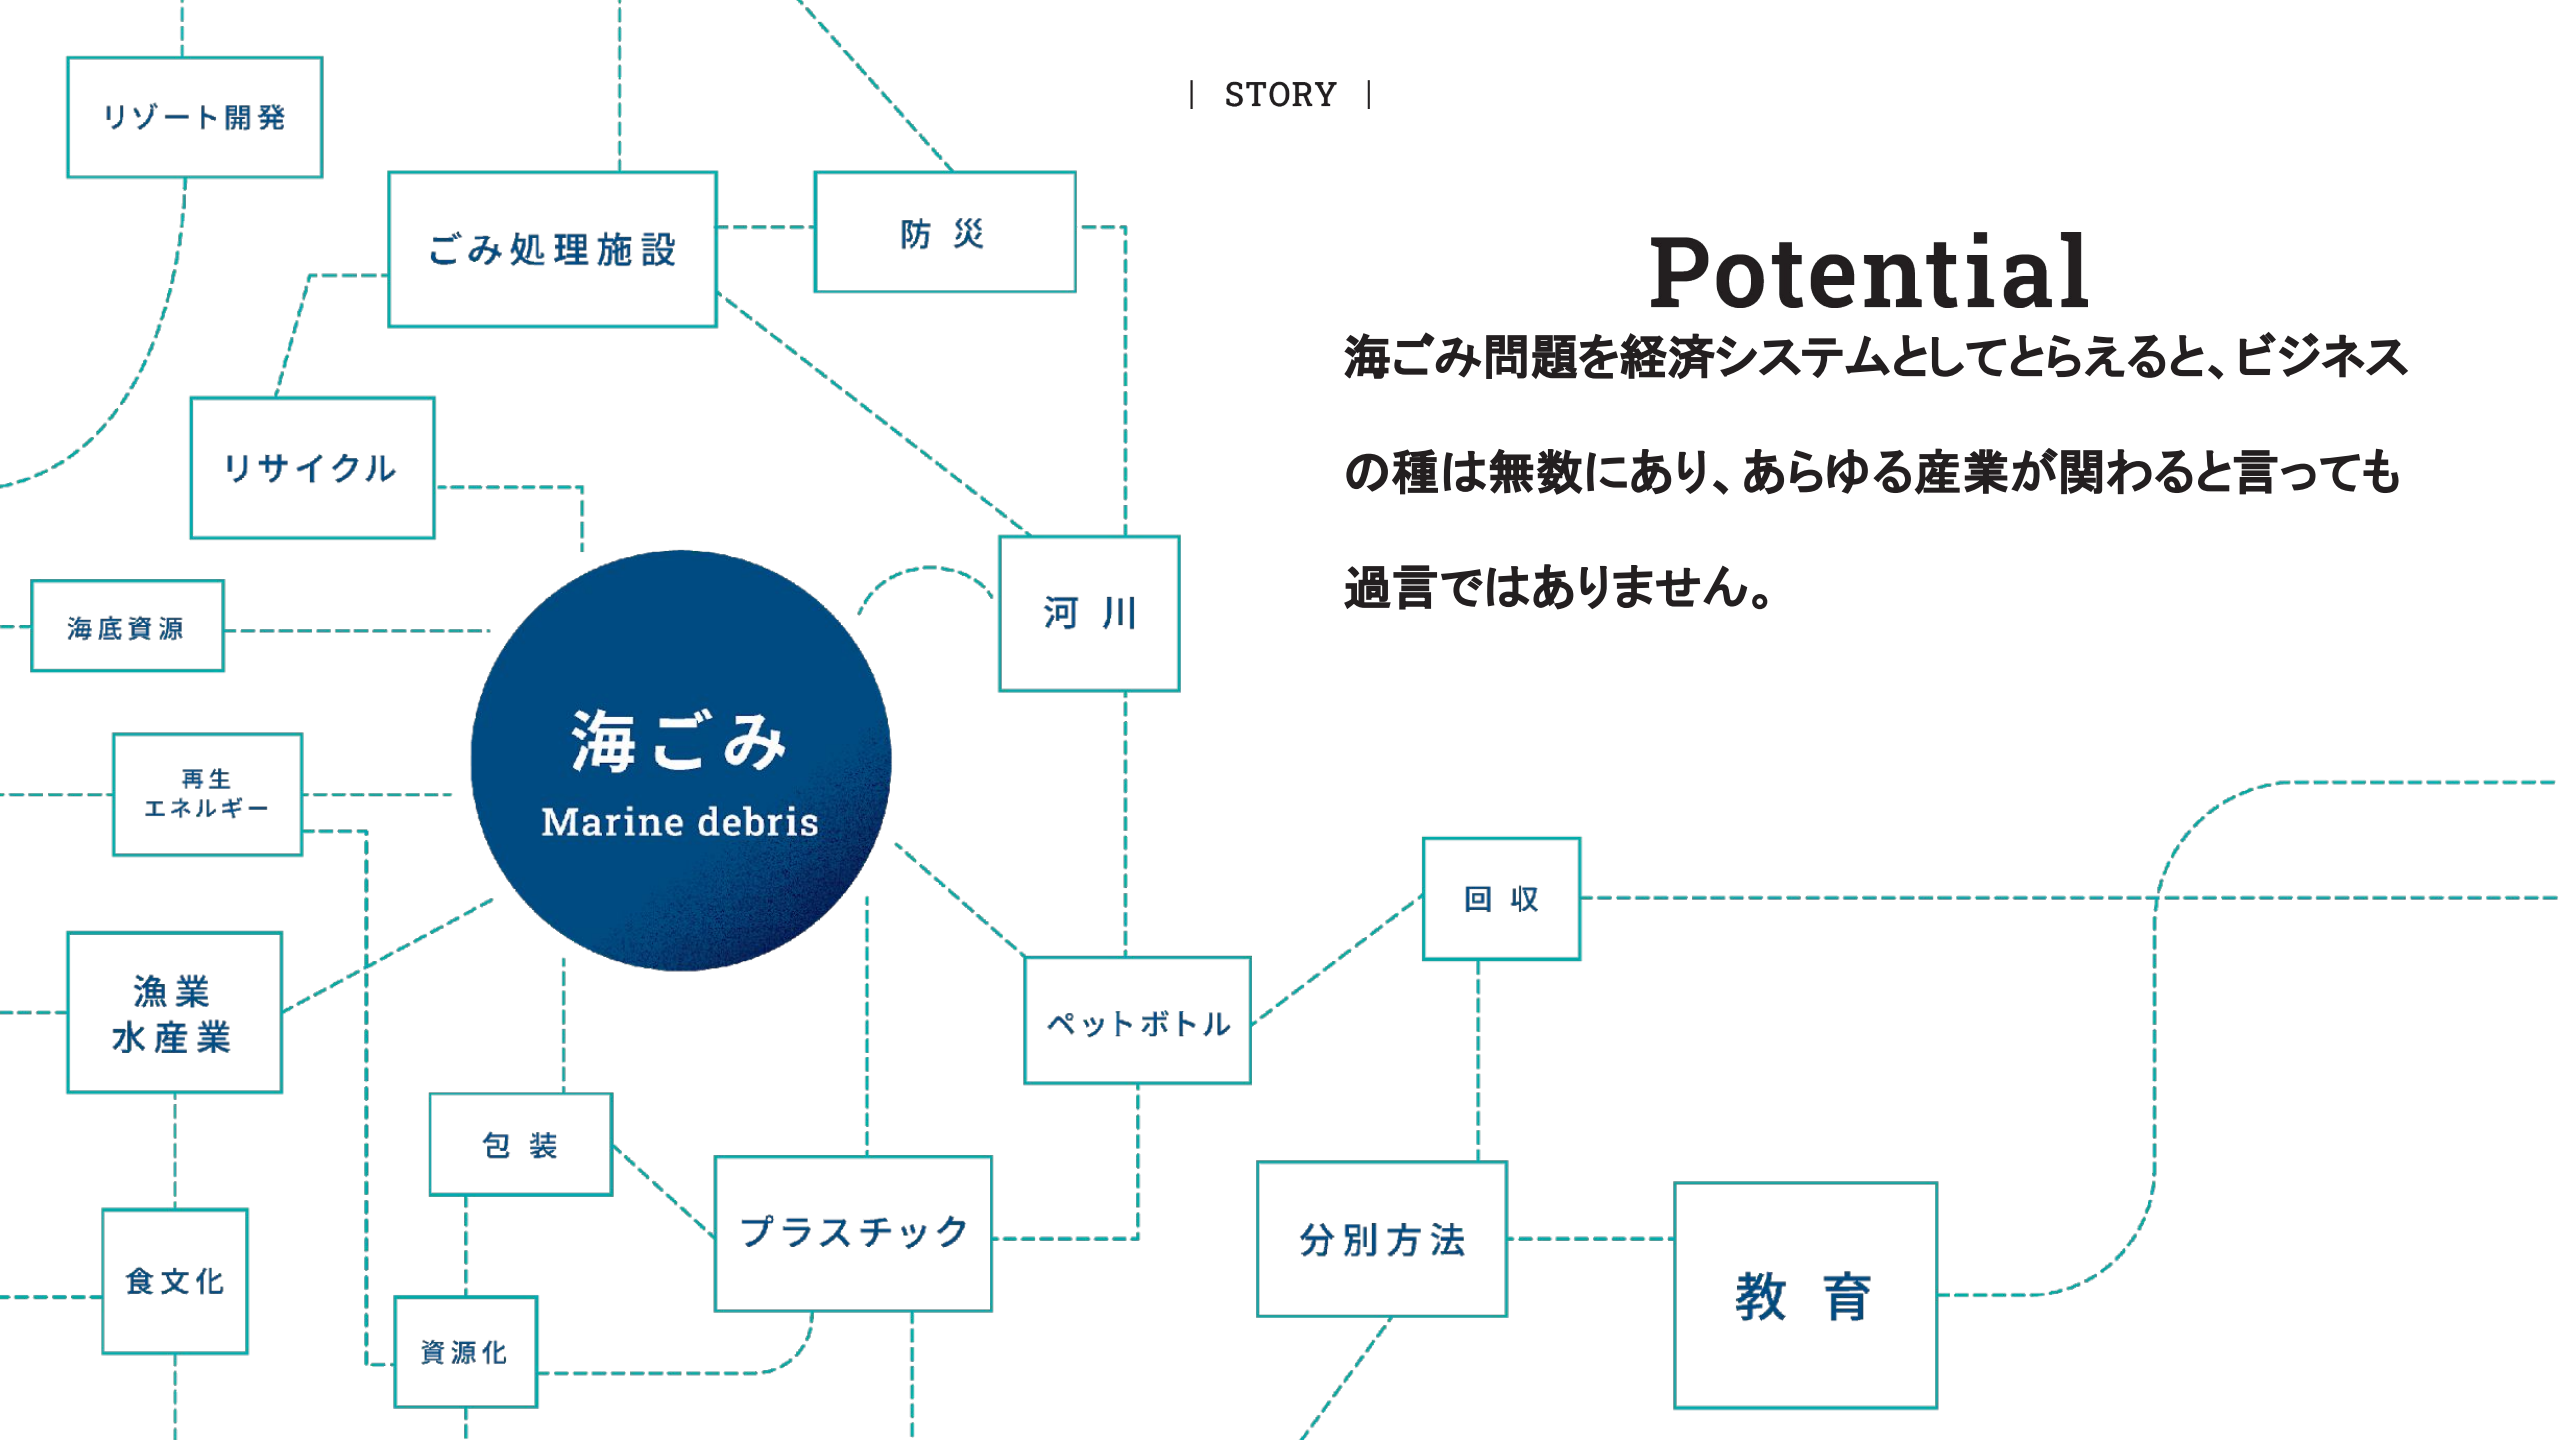 | STORY |
Potential
海ごみ問題を経済システムとしてとらえると、ビジネス
の種は無数にあり、あらゆる産業が関わると言っても
過言ではありません。
リゾート開発
ごみ処理施設
防災
リサイクル
河川
海底資源
海ごみ
Marine debris
再生
エネルギー
回収
漁業
水産業
ペットボトル
包装
プラスチック
分別方法
教育
食文化
資源化